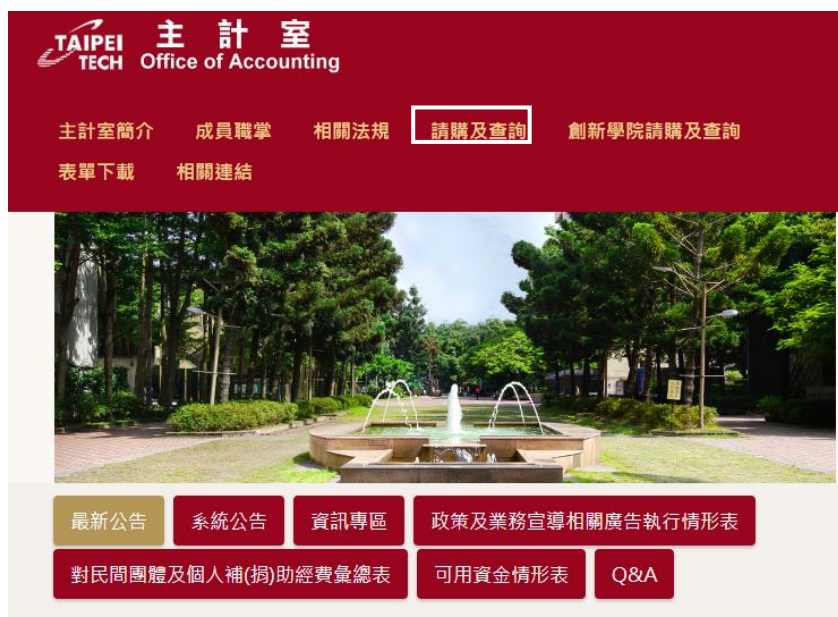 TAIPEI TECH
主計室
Office of Accounting
主計室簡介 成員職掌 相關法規 請購及查詢 創新學院請購及查詢
表單下載 相關連結
最新公告 系統公告 資訊專區 政策及業務宣導相關廣告執行情形表
對民間團體及個人補(捐)助經費彙總表 可用資金情形表 Q&A